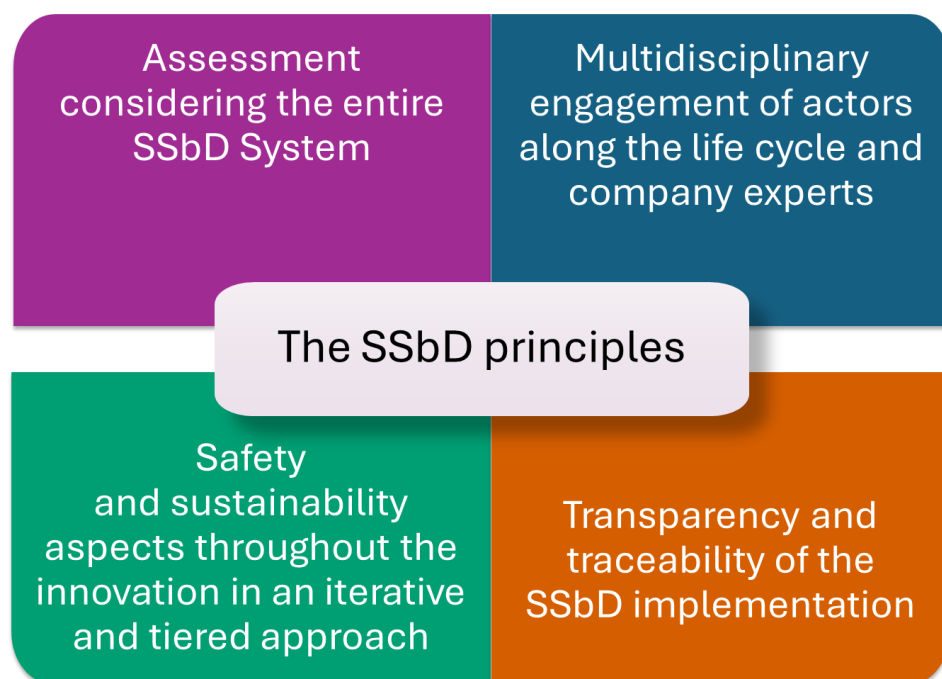 Assessment
considering the entire
SSbD System
Multidisciplinary
engagement of actors
along the life cycle and
company experts
The SSbD principles
Safety
and sustainability
aspects throughout the
innovation in an iterative
and tiered approach
Transparency and
traceability of the
SSbD implementation